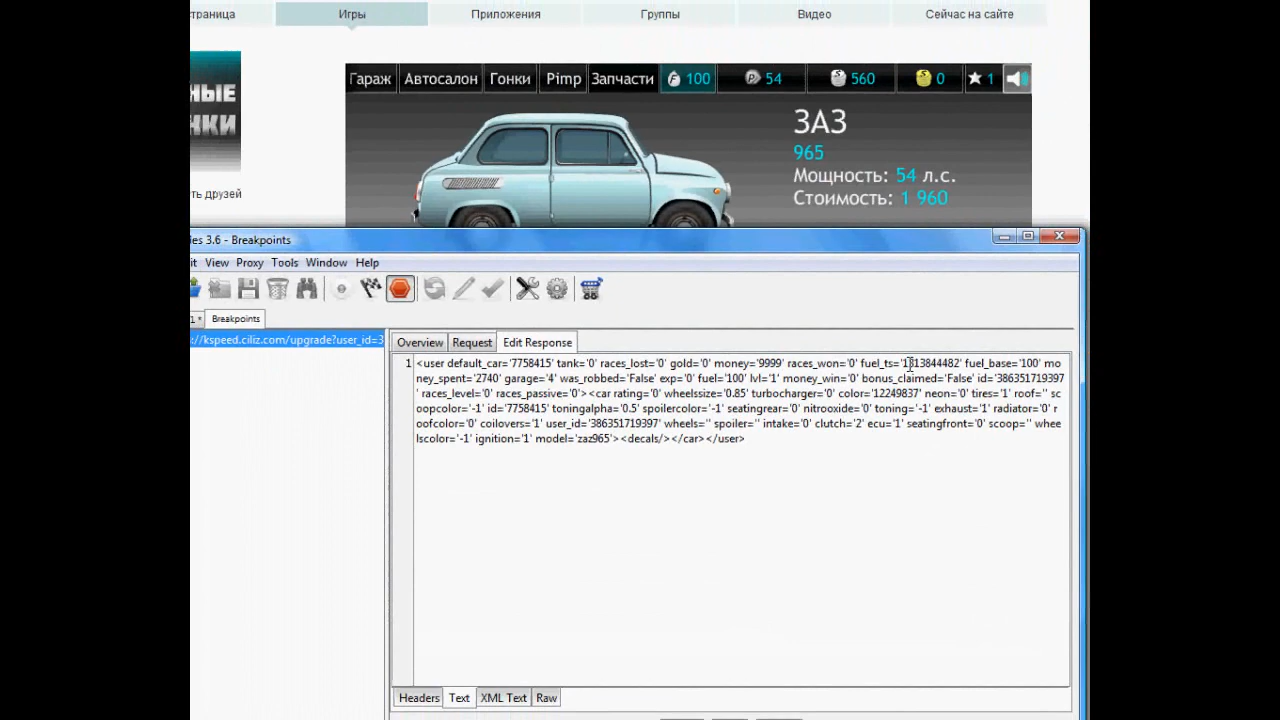 траница Игры Приложения Группы Видео Сейчас на сайте
НЫЕ
НКИ
ть друзей
Гараж Автосалон Гонки Pimp Запчасти F 100 P 54 S 560 S 0 1
ЗАЗ
965
Мощность: 54 л.с.
Стоимость: 1 960
les 3.6 - Breakpoints
it View Proxy Tools Window Help
1 * Breakpoints
://kspeed.ciliz.com/upgrade?user_id=3
Overview Request Edit Response
1 <user default_car='7758415' tank='0' races_lost='0' gold='0' money='9999' races_won='0' fuel_ts='1313844482' fuel_base='100' mo
ney_spent='2740' garage='4' was_robbed='False' exp='0' fuel='100' lvl='1' money_win='0' bonus_claimed='False' id='386351719397
' races_level='0' races_passive='0'><car rating='0' wheelssize='0.85' turbocharger='0' color='12249837' neon='0' tires='1' roof='' sc
oopcolor='-1' id='7758415' toningalpha='0.5' spoilercolor='-1' seatingrear='0' nitrooxide='0' toning='-1' exhaust='1' radiator='0' r
oofcolor='0' coilovers='1' user_id='386351719397' wheels='' spoiler='' intake='0' clutch='2' ecu='1' seatingfront='0' scoop='' whee
lscolor='-1' ignition='1' model='zaz965'><decals/></car></user>
Headers Text XML Text Raw